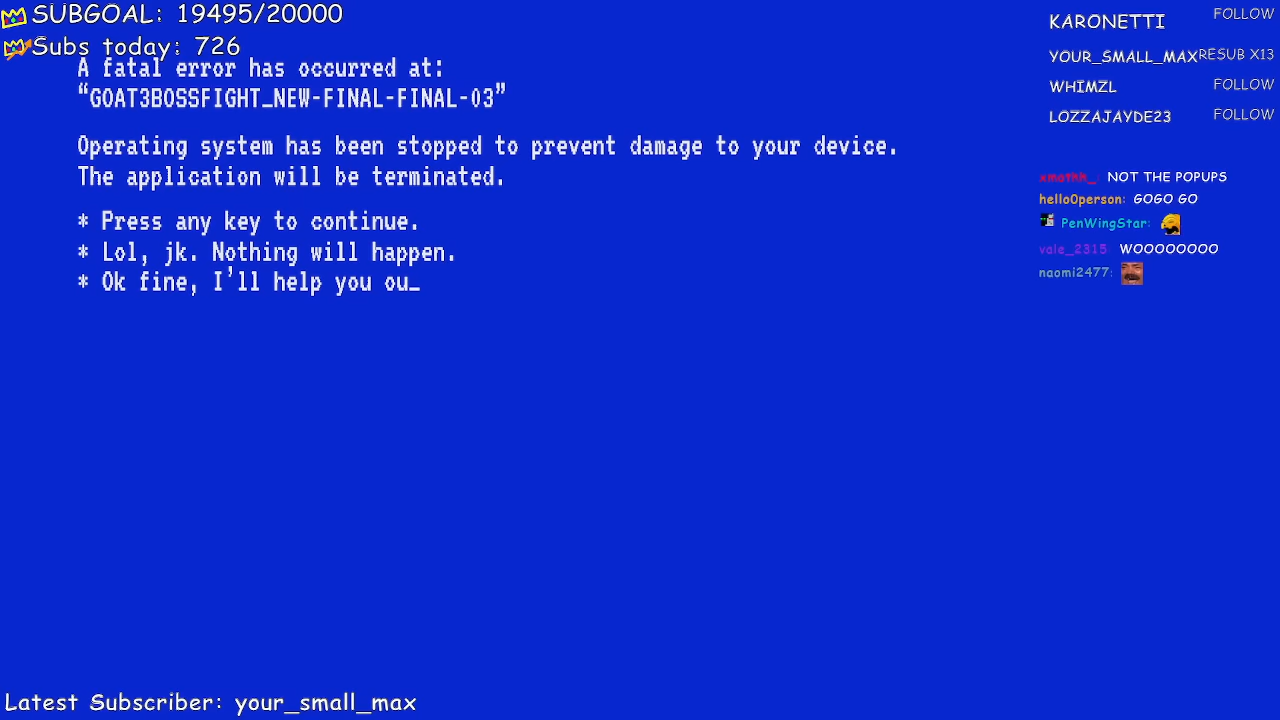 SUBGOAL: 19495/20000
Subs today: 726
A fatal error has occurred at:
“GOAT3BOSSFIGHT_NEW-FINAL-FINAL-03”
Operating system has been stopped to prevent damage to your device.
The application will be terminated.
* Press any key to continue.
* Lol, jk. Nothing will happen.
* Ok fine, I'll help you ou_
KARONETTI FOLLOW
YOUR_SMALL_MAX RESUB X13
WHIMZL FOLLOW
LOZZAJAYDE23 FOLLOW
xmathh_: NOT THE POPUPS
hello0person: GOGO GO
PenWingStar:
vale_2315: WOOOOOOOO
naomi2477:
Latest Subscriber: your_small_max